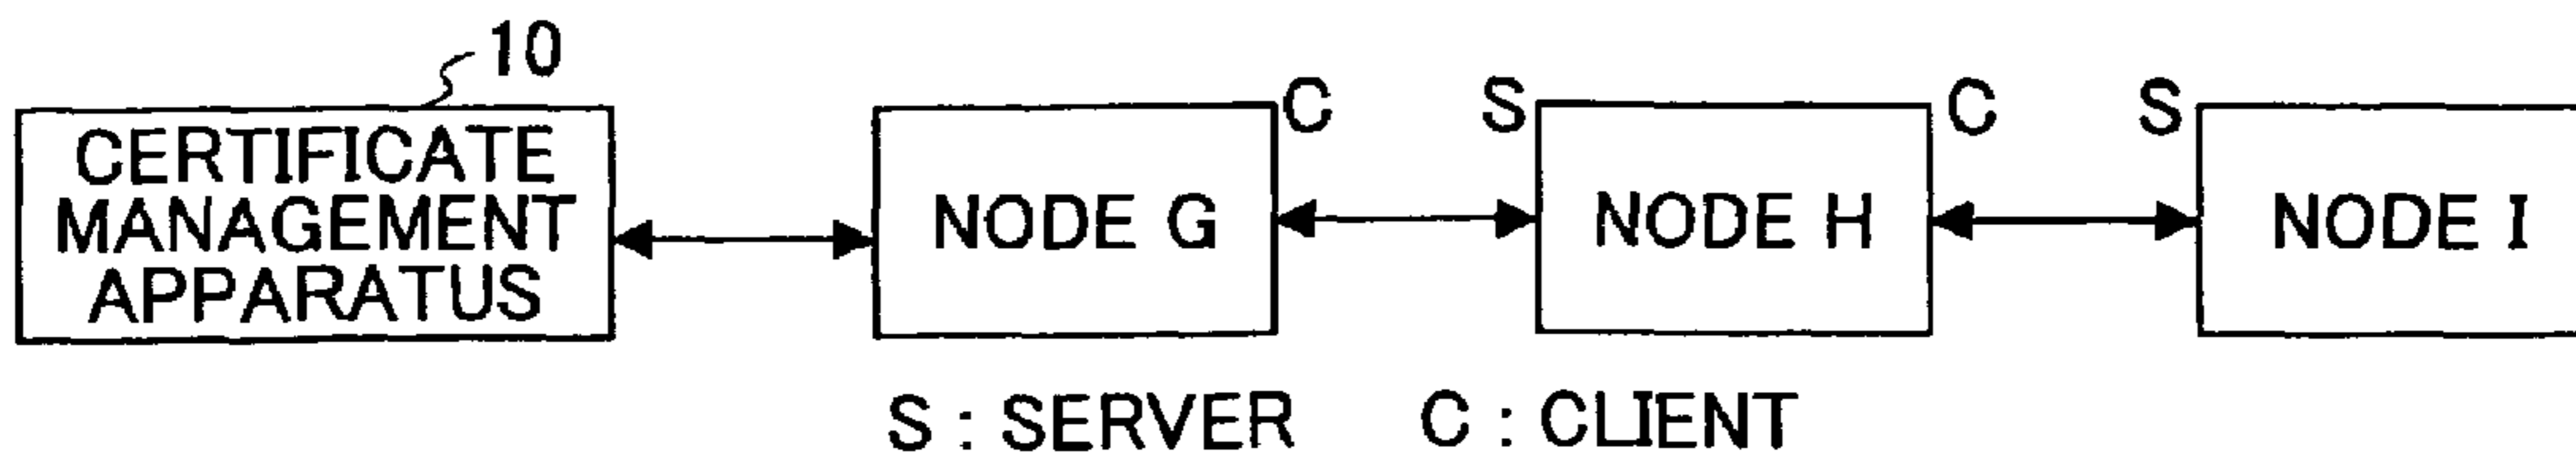 10
C S C S
CERTIFICATE
MANAGEMENT
APPARATUS
NODE G
NODE H
NODE I
S : SERVER C : CLIENT